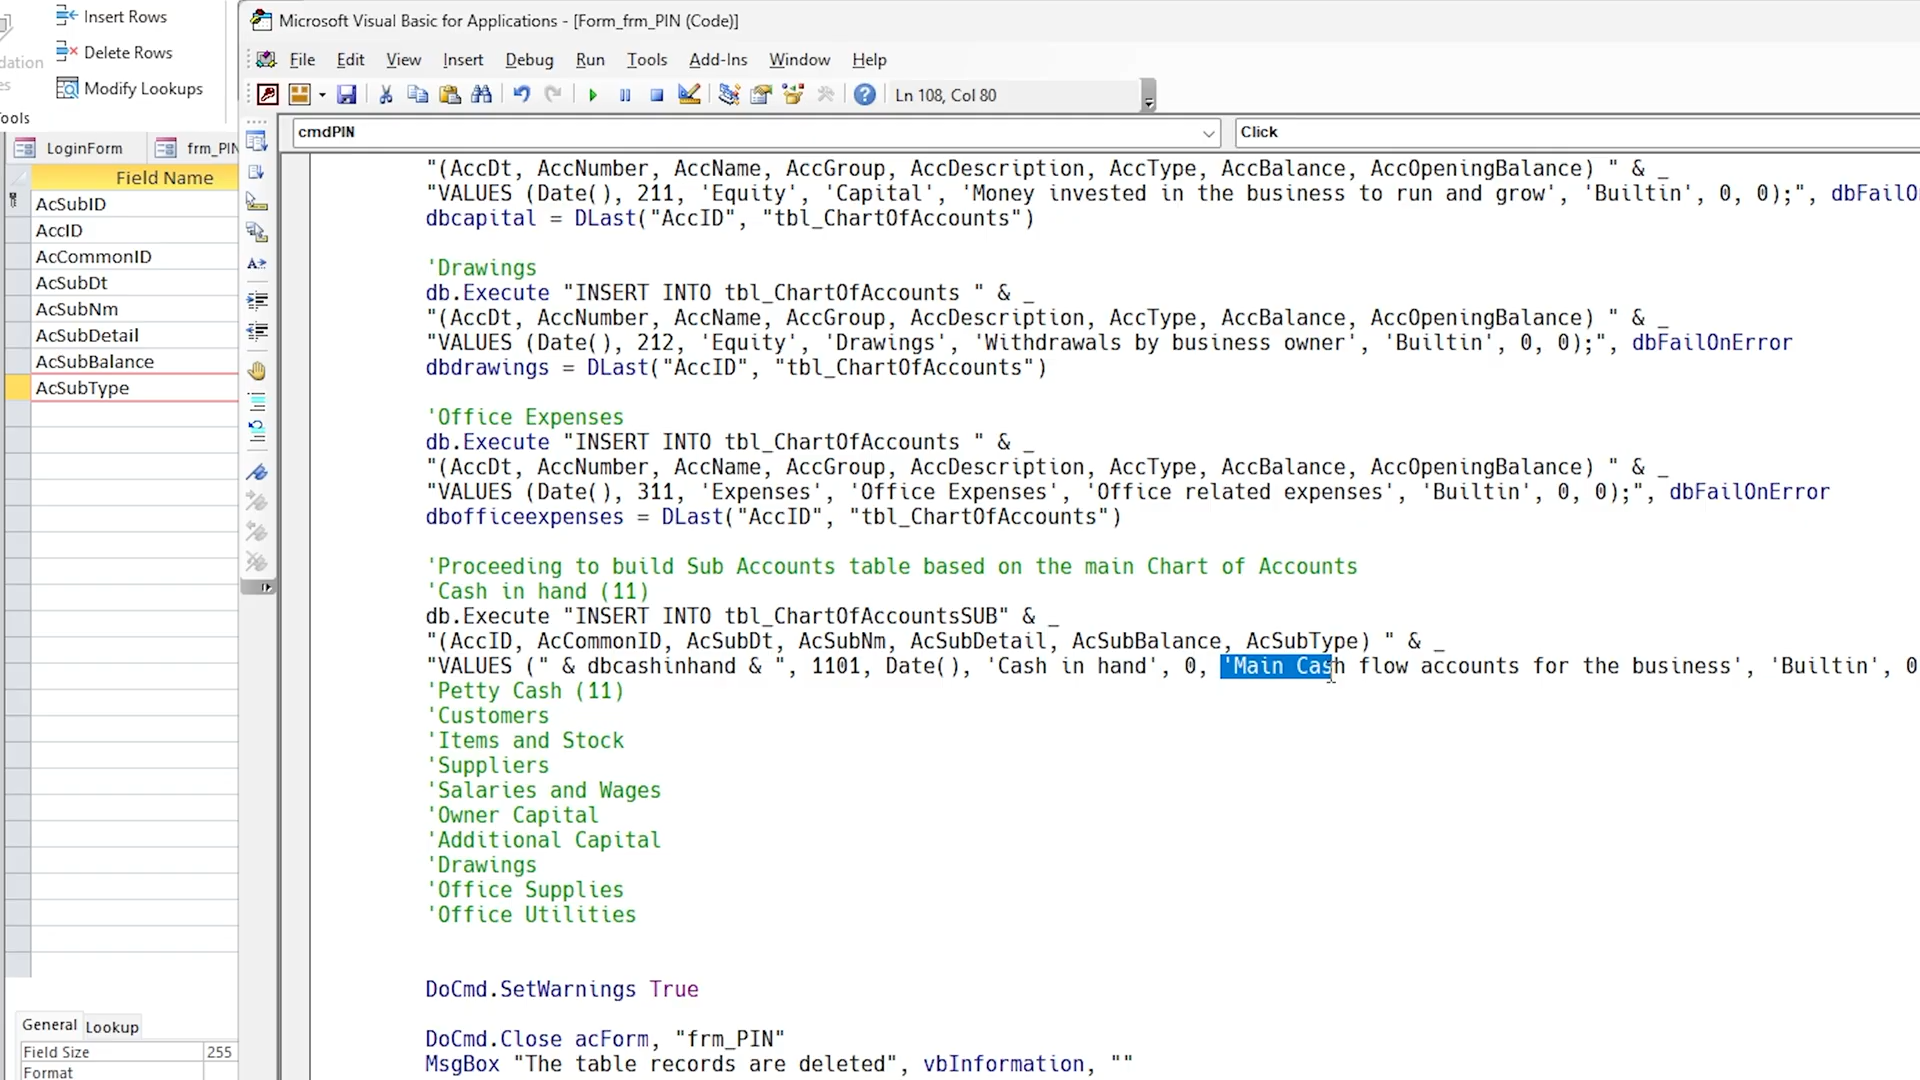 Insert Rows
Delete Rows
Modify Lookups
LoginForm
Field Name
AcSubID
AccID
AcCommonID
AcSubDt
AcSubNm
AcSubDetail
AcSubBalance
AcSubType
General Lookup
Field Size 255
Format
Microsoft Visual Basic for Applications - [Form_frm_PIN (Code)]
File Edit View Insert Debug Run Tools Add-Ins Window Help
Ln 108, Col 80
cmdPIN Click
"(AccDt, AccNumber, AccName, AccGroup, AccDescription, AccType, AccBalance, AccOpeningBalance) " & _
"VALUES (Date(), 211, 'Equity', 'Capital', 'Money invested in the business to run and grow', 'Builtin', 0, 0);", dbFailO
dbcapital = DLast("AccID", "tbl_ChartOfAccounts")
'Drawings
db.Execute "INSERT INTO tbl_ChartOfAccounts " & _
"(AccDt, AccNumber, AccName, AccGroup, AccDescription, AccType, AccBalance, AccOpeningBalance) " & _
"VALUES (Date(), 212, 'Equity', 'Drawings', 'Withdrawals by business owner', 'Builtin', 0, 0);", dbFailOnError
dbdrawings = DLast("AccID", "tbl_ChartOfAccounts")
'Office Expenses
db.Execute "INSERT INTO tbl_ChartOfAccounts " & _
"(AccDt, AccNumber, AccName, AccGroup, AccDescription, AccType, AccBalance, AccOpeningBalance) " & _
"VALUES (Date(), 311, 'Expenses', 'Office Expenses', 'Office related expenses', 'Builtin', 0, 0);", dbFailOnError
dbofficeexpenses = DLast("AccID", "tbl_ChartOfAccounts")
'Proceeding to build Sub Accounts table based on the main Chart of Accounts
'Cash in hand (11)
db.Execute "INSERT INTO tbl_ChartOfAccountsSUB" & _
"(AccID, AcCommonID, AcSubDt, AcSubNm, AcSubDetail, AcSubBalance, AcSubType) " & _
"VALUES (" & dbcashinhand & ", 1101, Date(), 'Cash in hand', 0, 'Main Cash flow accounts for the business', 'Builtin', 0
'Petty Cash (11)
'Customers
'Items and Stock
'Suppliers
'Salaries and Wages
'Owner Capital
'Additional Capital
'Drawings
'Office Supplies
'Office Utilities
DoCmd.SetWarnings True
DoCmd.Close acForm, "frm_PIN"
MsgBox "The table records are deleted", vbInformation, ""